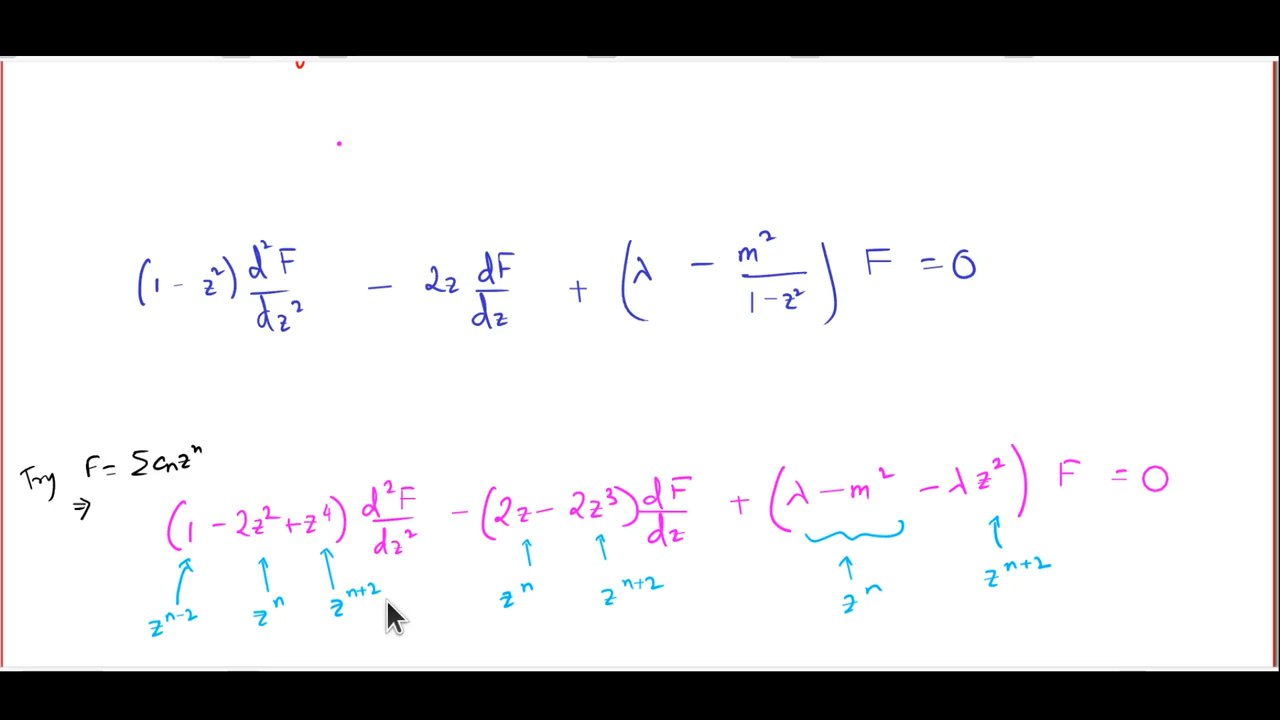 (1 - z²) d²F/dz² - 2z dF/dz + (λ - m²/(1-z²)) F = 0
Try F = Σ cₙzⁿ
⇒ (1 - 2z² + z⁴) d²F/dz² - (2z - 2z³) dF/dz + (λ - m² - λz²) F = 0
zⁿ⁻² zⁿ zⁿ⁺² zⁿ zⁿ⁺² zⁿ zⁿ⁺²